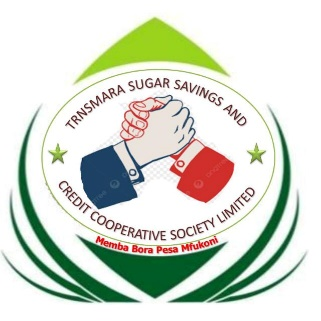 TRNSMARA SUGAR SAVINGS AND
CREDIT COOPERATIVE SOCIETY LIMITED
Memba Bora Pesa Mfukoni